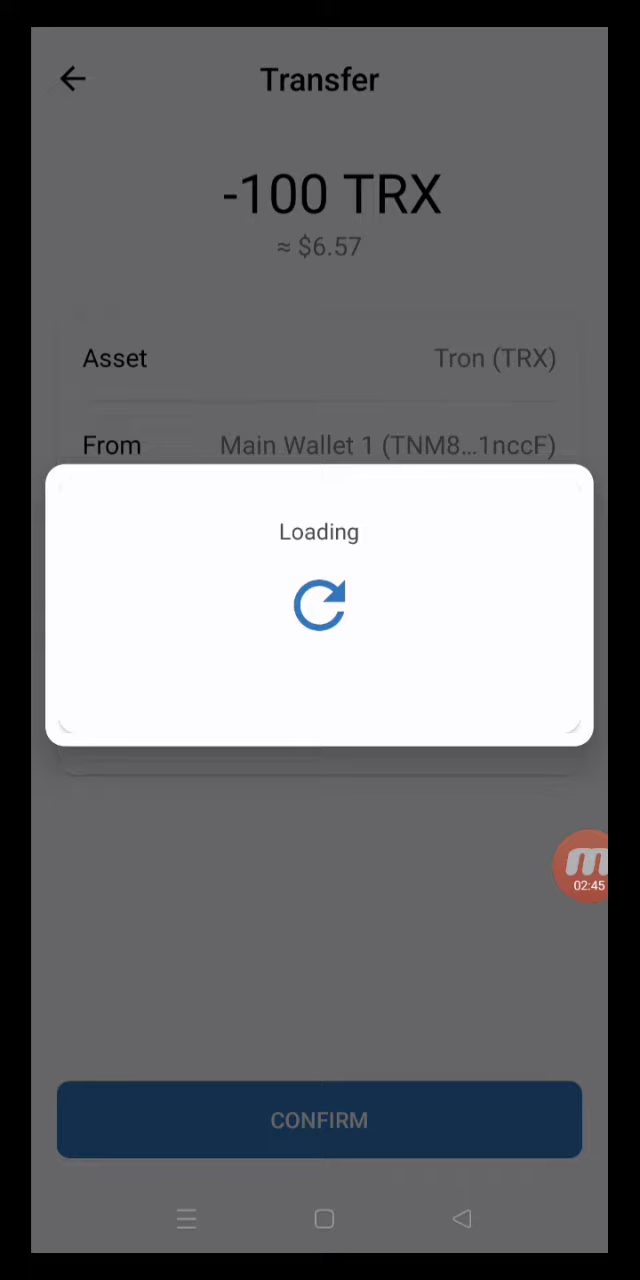 Transfer
-100 TRX
≈ $6.57
Asset Tron (TRX)
From Main Wallet 1 (TNM8...1nccF)
Loading
m
02:45
CONFIRM